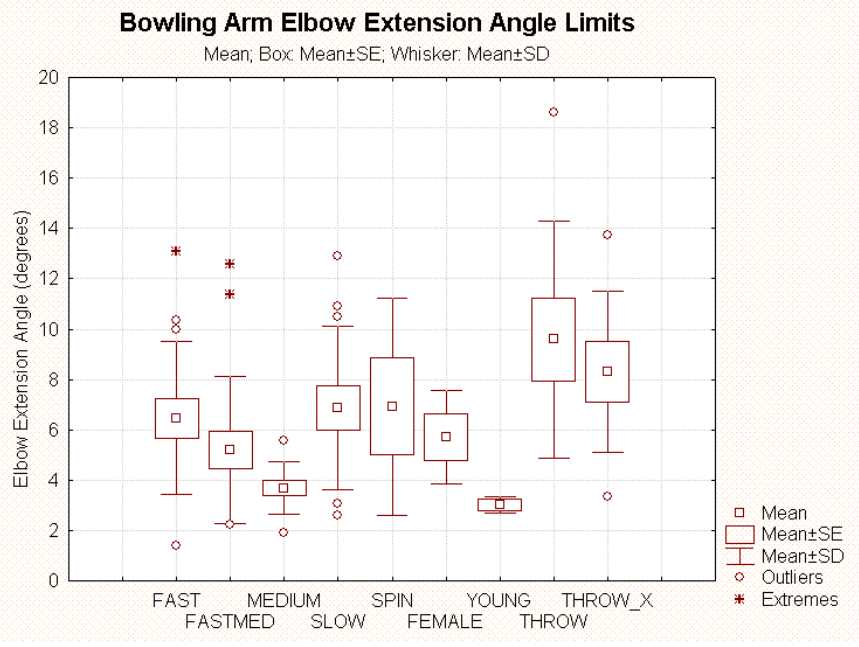 Bowling Arm Elbow Extension Angle Limits
Mean; Box: Mean±SE; Whisker: Mean±SD
Elbow Extension Angle (degrees)
20
18
16
14
12
10
8
6
4
2
0
FAST MEDIUM SPIN YOUNG THROW_X
FASTMED SLOW FEMALE THROW
Mean
Mean±SE
Mean±SD
Outliers
Extremes